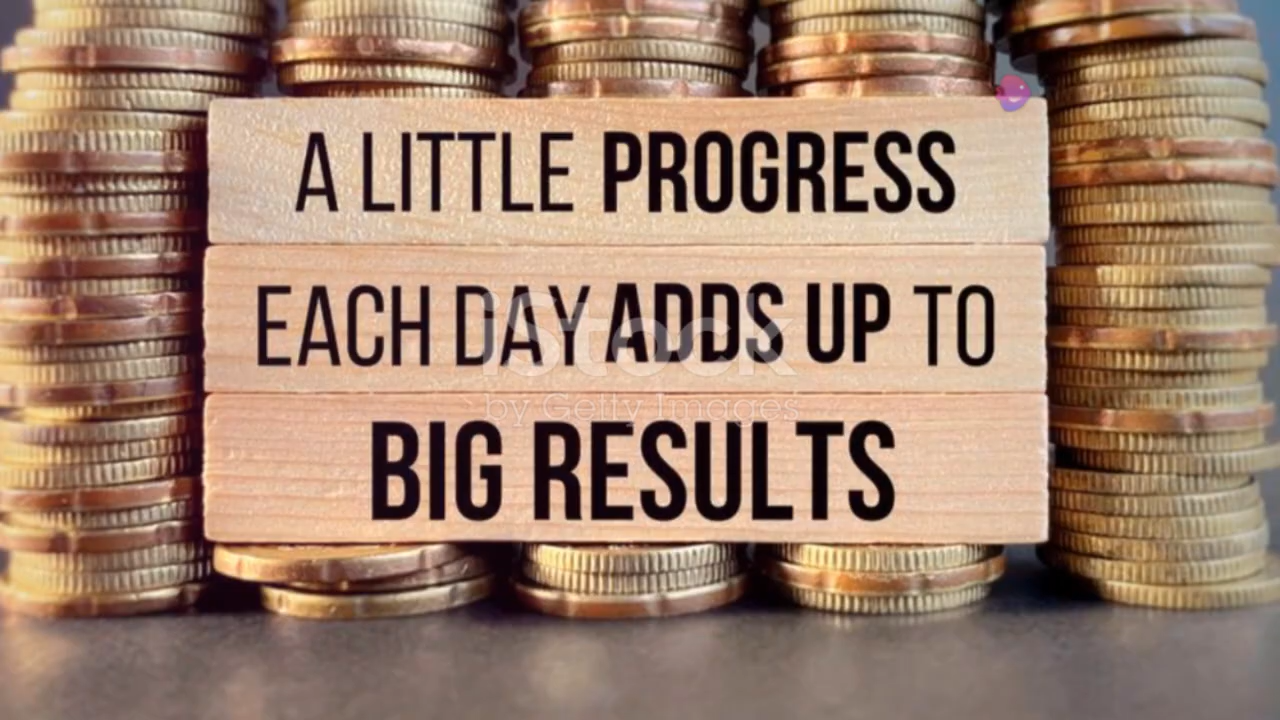 A LITTLE PROGRESS
EACH DAY ADDS UP TO
iStock
by Getty Images
BIG RESULTS